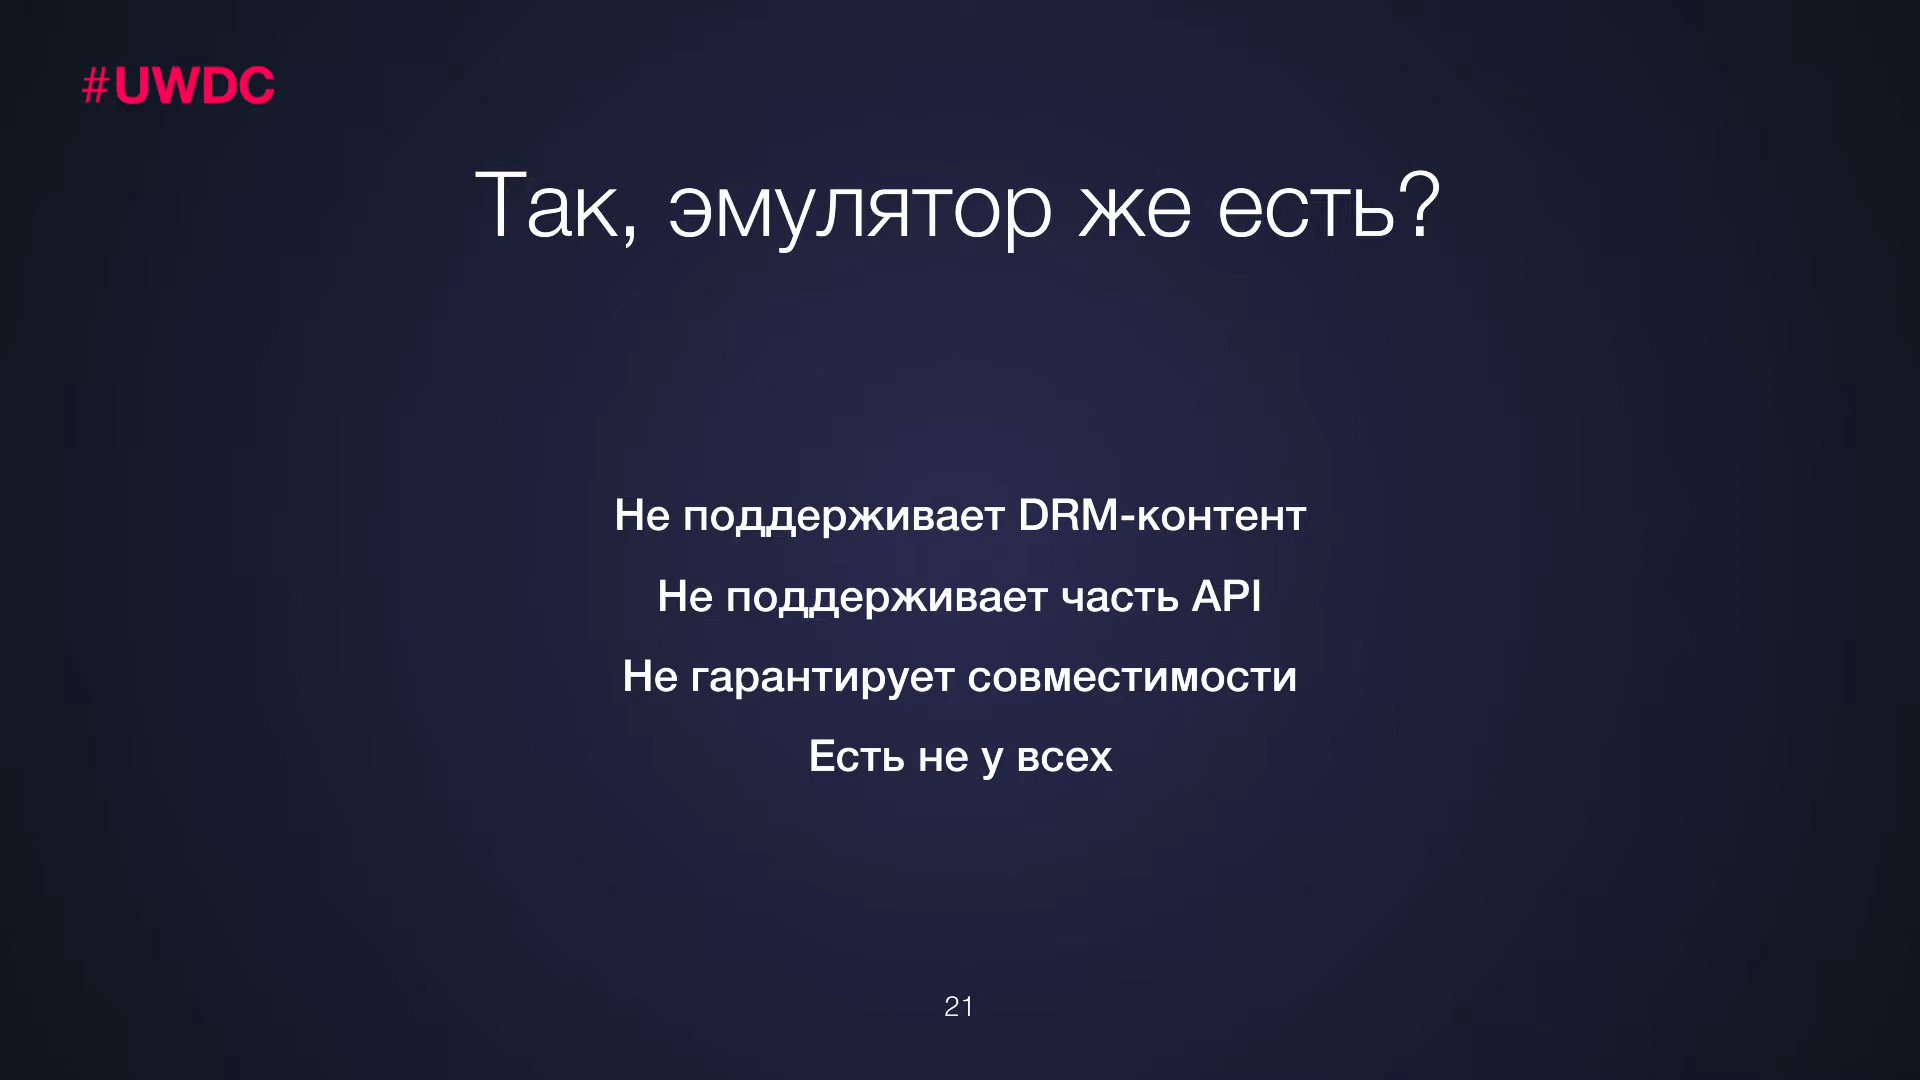 #UWDC
Так, эмулятор же есть?
Не поддерживает DRM-контент
Не поддерживает часть API
Не гарантирует совместимости
Есть не у всех
21